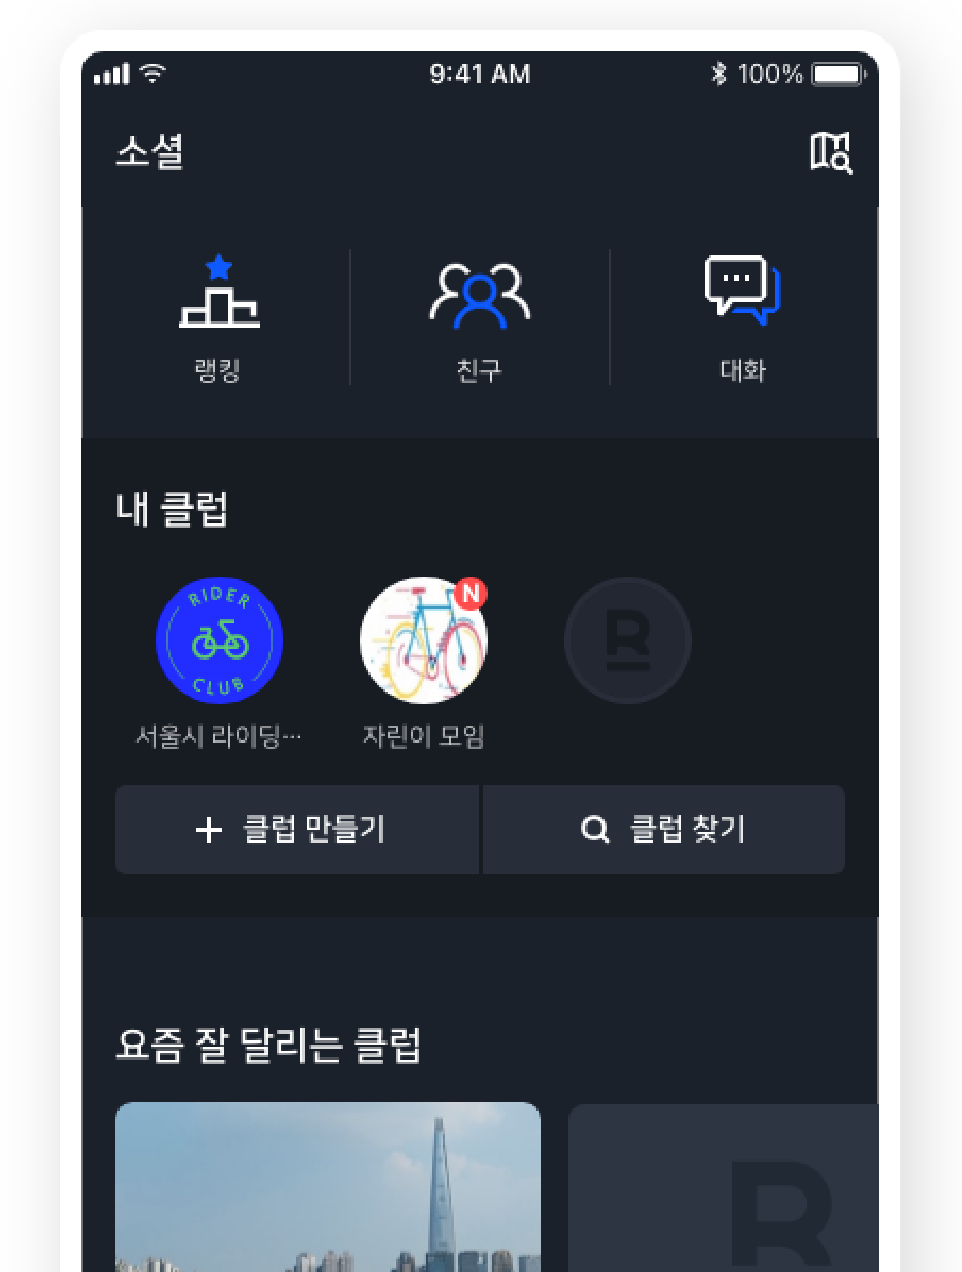 9:41 AM
100%
소셜
랭킹
친구
대화
내 클럽
RIDER
CLUB
N
R
서울시 라이딩···
자린이 모임
클럽 만들기
클럽 찾기
요즘 잘 달리는 클럽
R